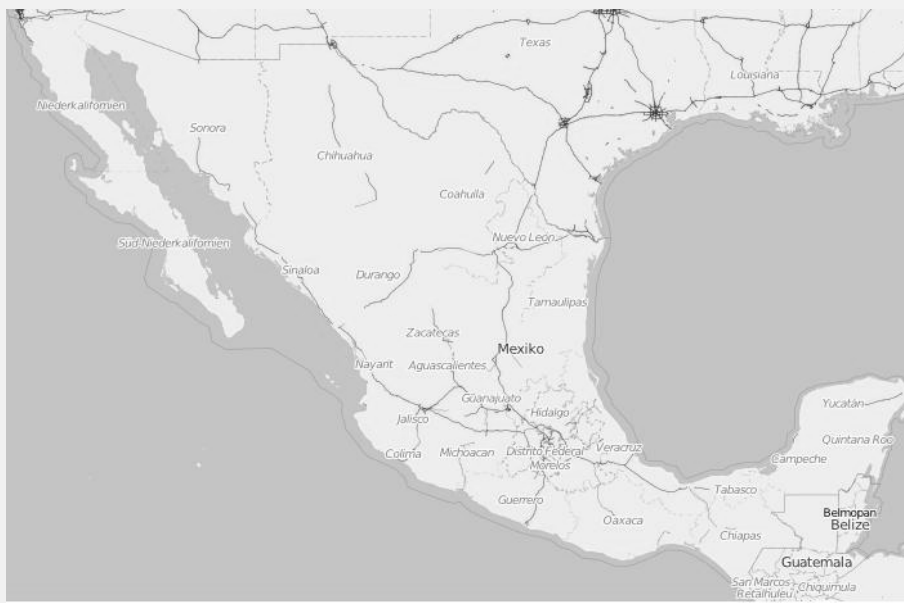 Texas
Louisiana
Niederkalifornien
Sonora
Chihuahua
Coahuila
Nuevo León
Süd-Niederkalifornien
Sinaloa
Durango
Tamaulipas
Zacatecas
Mexiko
Nayarit
Aguascalientes
Guanajuato
Yucatán
Hidalgo
Jalisco
Quintana Roo
Colima
Michoacan
Distrito Federal
Veracruz
Campeche
Morelos
Tabasco
Guerrero
Belmopan
Oaxaca
Belize
Chiapas
Guatemala
San Marcos
Chiquimula
Retalhuleu